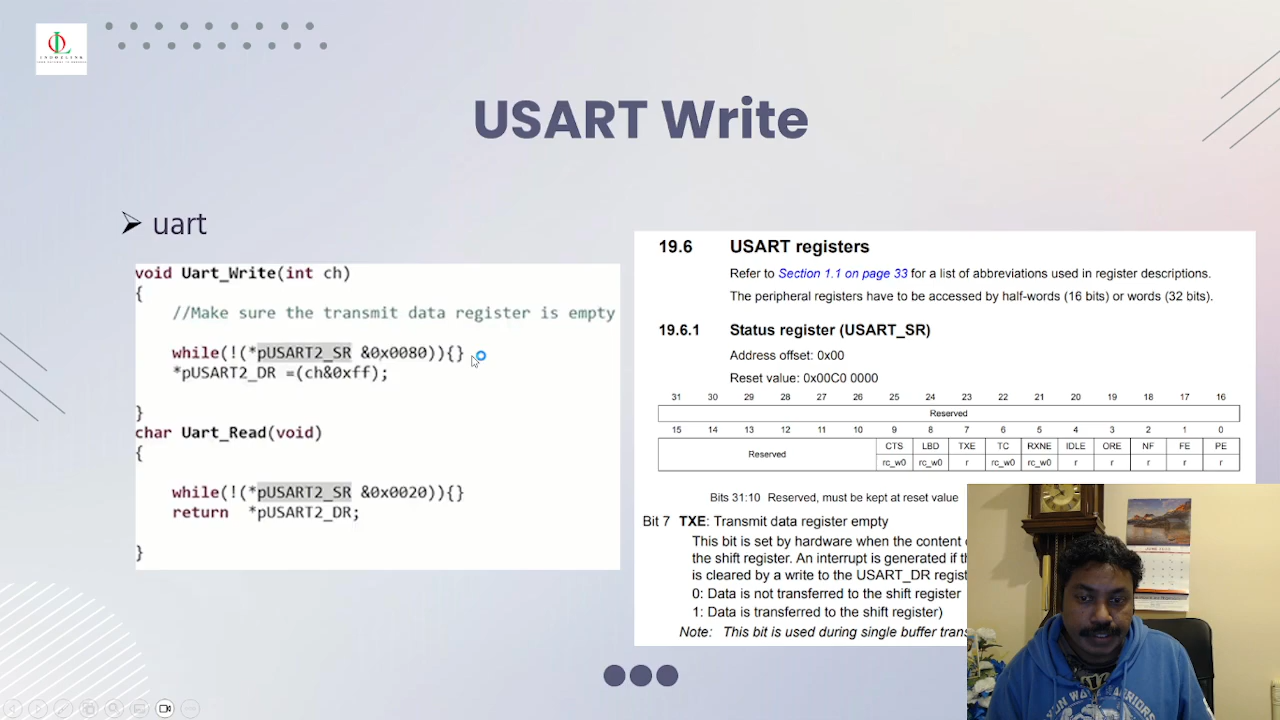 USART Write
uart
void Uart_Write(int ch)
{
//Make sure the transmit data register is empty
while(!(*pUSART2_SR &0x0080)){}
*pUSART2_DR =(ch&0xff);
}
char Uart_Read(void)
{
while(!(*pUSART2_SR &0x0020)){}
return *pUSART2_DR;
}
19.6 USART registers
Refer to Section 1.1 on page 33 for a list of abbreviations used in register descriptions.
The peripheral registers have to be accessed by half-words (16 bits) or words (32 bits).
19.6.1 Status register (USART_SR)
Address offset: 0x00
Reset value: 0x00C0 0000
31 30 29 28 27 26 25 24 23 22 21 20 19 18 17 16
Reserved
15 14 13 12 11 10 9 8 7 6 5 4 3 2 1 0
Reserved CTS LBD TXE TC RXNE IDLE ORE NF FE PE
rc_w0 rc_w0 r rc_w0 rc_w0 r r r r r
Bits 31:10 Reserved, must be kept at reset value
Bit 7 TXE: Transmit data register empty
This bit is set by hardware when the content
the shift register. An interrupt is generated if
is cleared by a write to the USART_DR
0: Data is not transferred to the shift register
1: Data is transferred to the shift register)
Note: This bit is used during single buffer